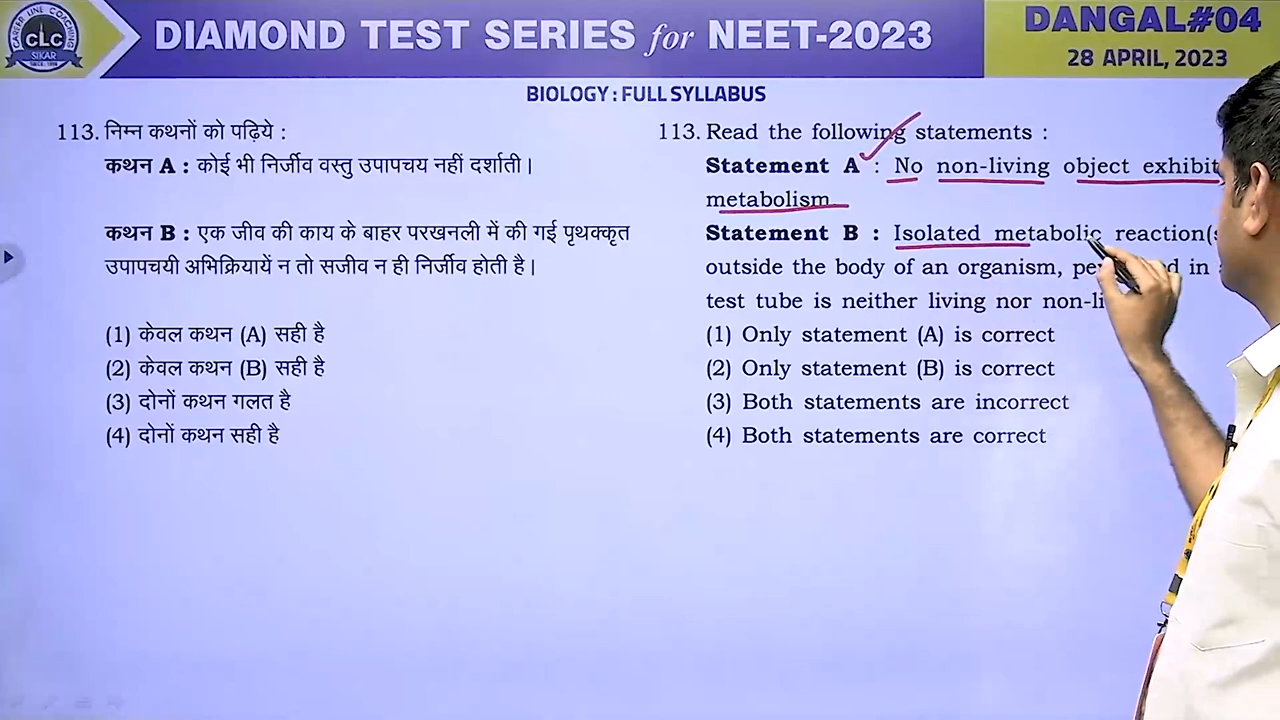 CAREER LINE COACHING
CLC
SIKAR
DIAMOND TEST SERIES for NEET-2023
DANGAL#04
28 APRIL, 2023
BIOLOGY : FULL SYLLABUS
113. निम्न कथनों को पढ़िये :
कथन A : कोई भी निर्जीव वस्तु उपापचय नहीं दर्शाती।
कथन B : एक जीव की काय के बाहर परखनली में की गई पृथक्कृत
उपापचयी अभिक्रियायें न तो सजीव न ही निर्जीव होती है।
(1) केवल कथन (A) सही है
(2) केवल कथन (B) सही है
(3) दोनों कथन गलत है
(4) दोनों कथन सही है
113. Read the following statements :
Statement A : No non-living object exhibit
metabolism
Statement B : Isolated metabolic reaction(s
outside the body of an organism, in
test tube is neither living nor
(1) Only statement (A) is correct
(2) Only statement (B) is correct
(3) Both statements are incorrect
(4) Both statements are correct